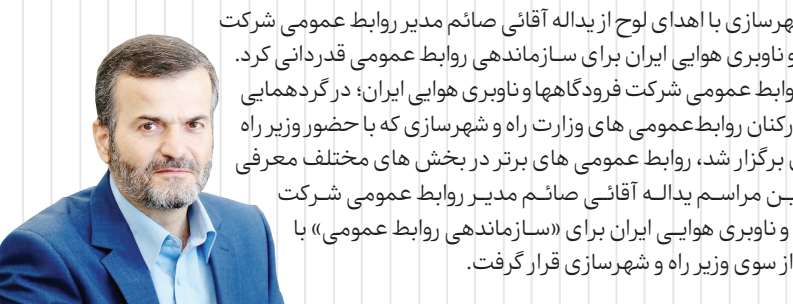 هرسازی با اهدای لوح از یداله آقائی صائم مدیر روابط عمومی شرکت
و ناوبری هوایی ایران برای سازماندهی روابط عمومی قدردانی کرد.
وابط عمومی شرکت فرودگاهها و ناوبری هوایی ایران؛ در گردهمایی
رکنان روابط‌عمومی های وزارت راه و شهرسازی که با حضور وزیر راه
برگزار شد، روابط عمومی های برتر در بخش های مختلف معرفی
ین مراسم یداله آقائی صائم مدیر روابط عمومی شرکت
و ناوبری هوایی ایران برای «سازماندهی روابط عمومی» با
از سوی وزیر راه و شهرسازی قرار گرفت.